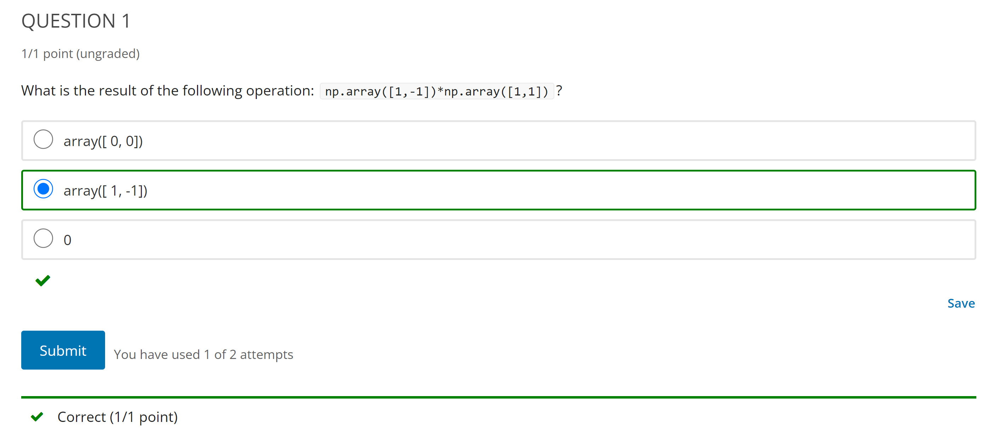 QUESTION 1
1/1 point (ungraded)
What is the result of the following operation: np.array([1,-1])*np.array([1,1]) ?
array([ 0, 0])
array([ 1, -1])
0
Save
Submit
You have used 1 of 2 attempts
Correct (1/1 point)